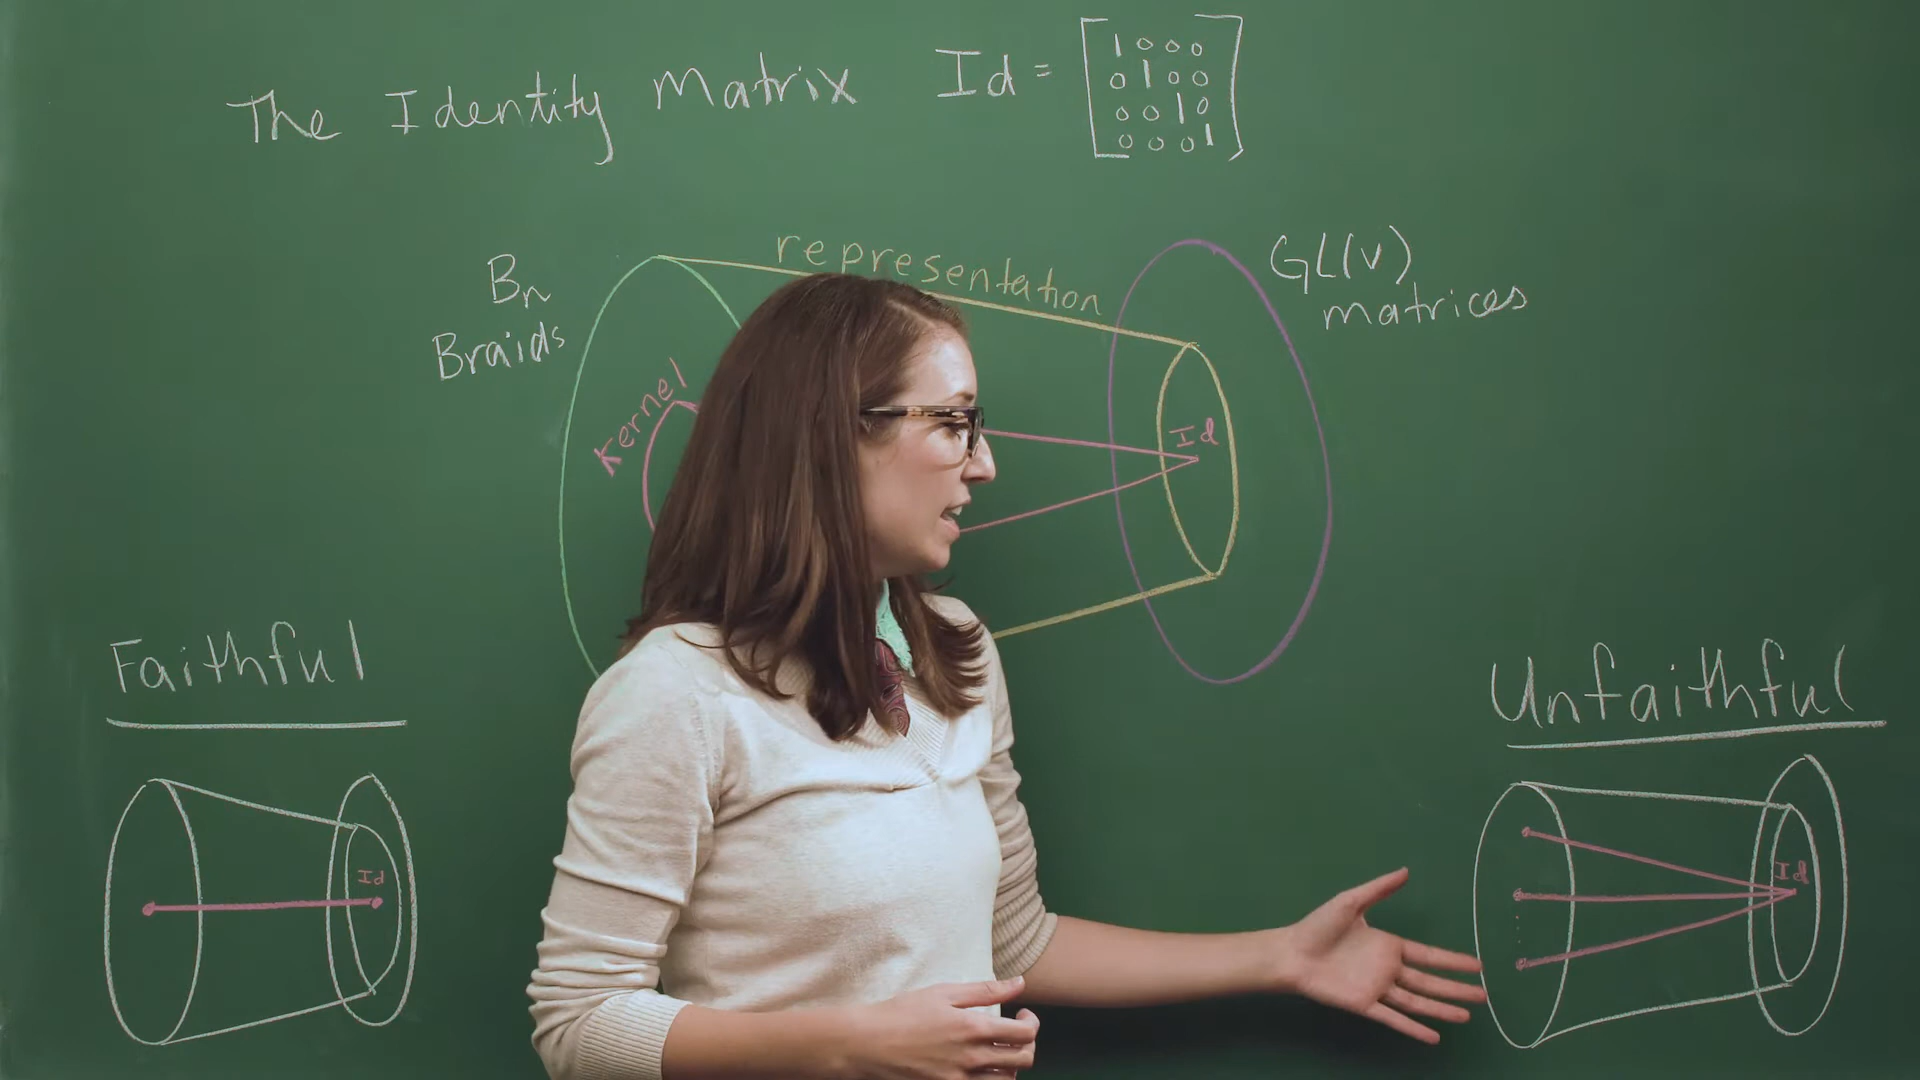 The Identity Matrix Id = [1 0 0 0
0 1 0 0
0 0 1 0
0 0 0 1]
representation
Bn
Braids
GL(V)
matrices
Kernel
Id
Faithful
Id
Unfaithful
Id